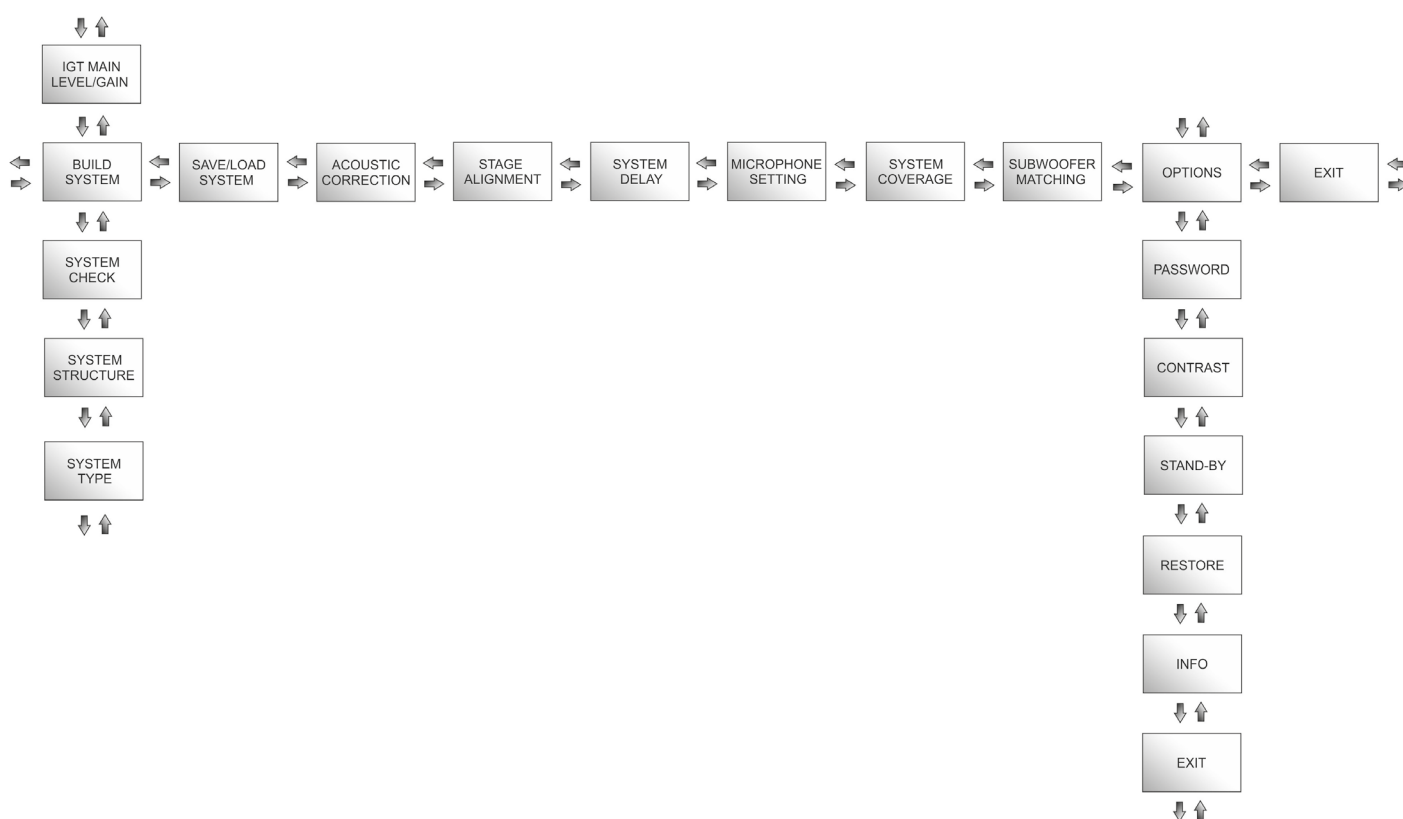 IGT MAIN
LEVEL/GAIN
BUILD
SYSTEM
SAVE/LOAD
SYSTEM
ACOUSTIC
CORRECTION
STAGE
ALIGNMENT
SYSTEM
DELAY
MICROPHONE
SETTING
SYSTEM
COVERAGE
SUBWOOFER
MATCHING
OPTIONS
EXIT
SYSTEM
CHECK
SYSTEM
STRUCTURE
SYSTEM
TYPE
PASSWORD
CONTRAST
STAND-BY
RESTORE
INFO
EXIT